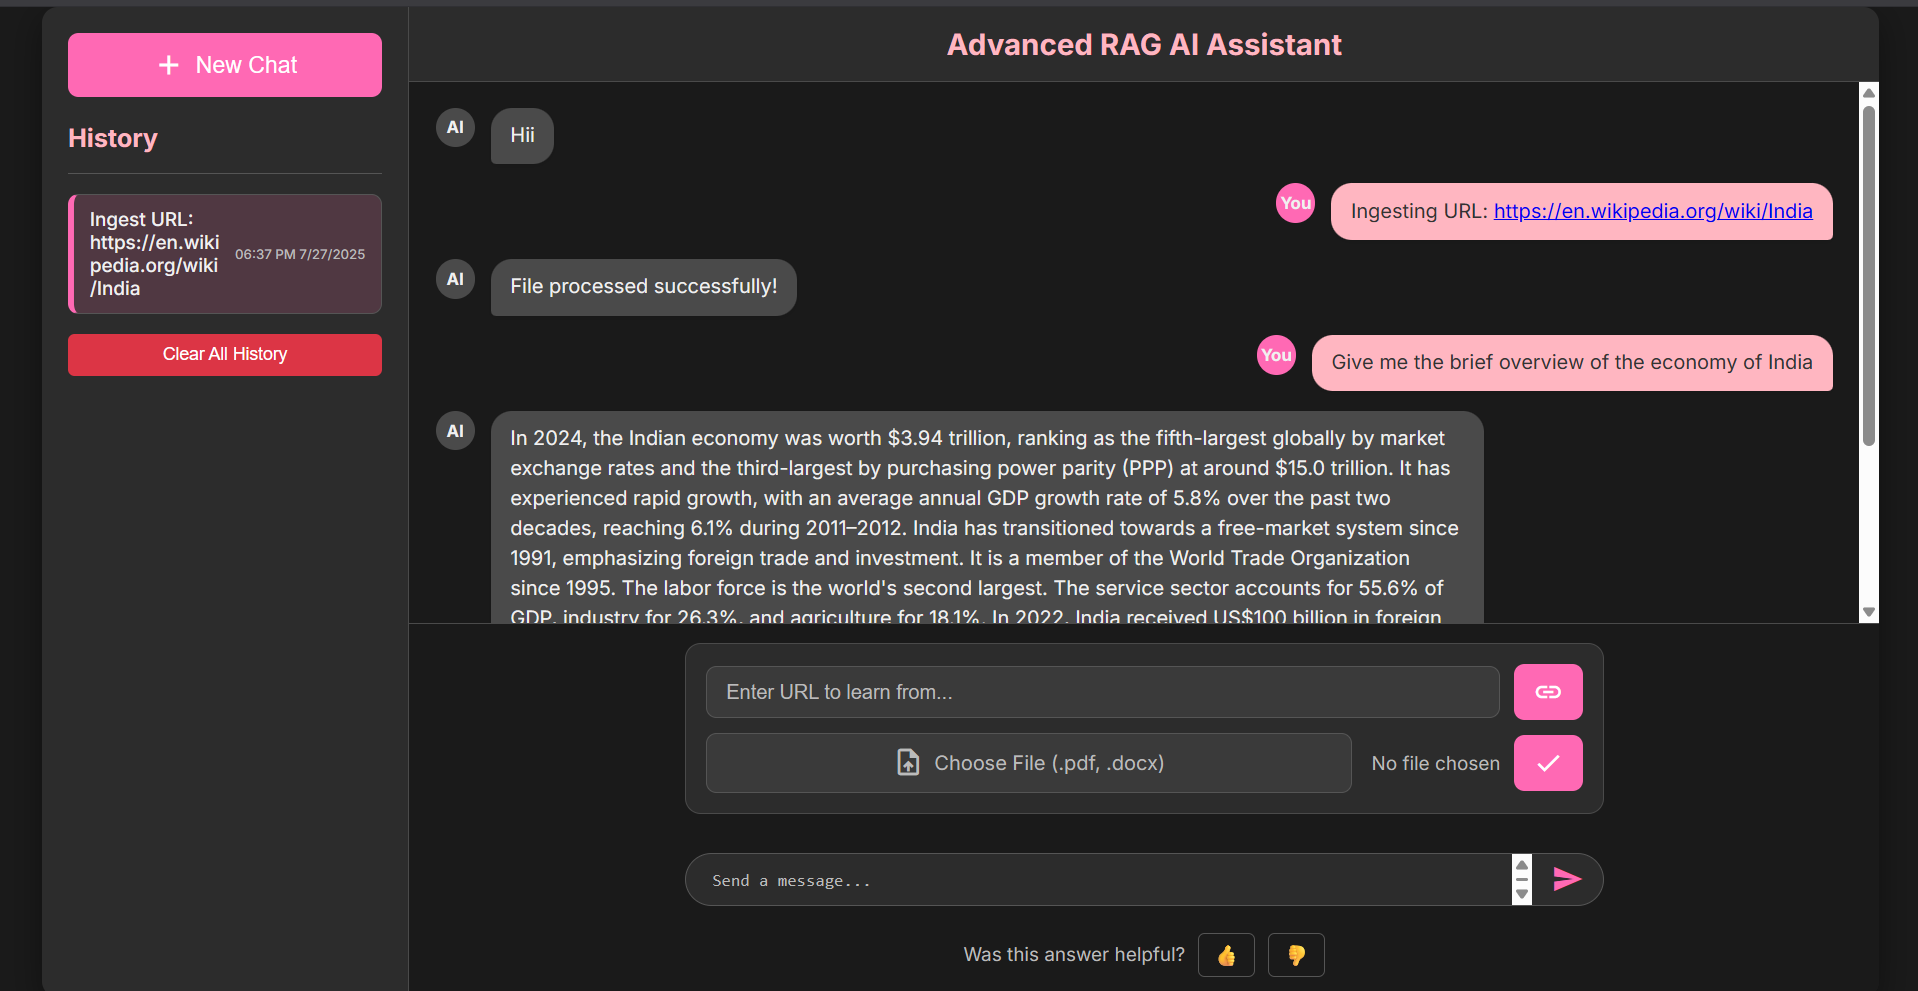 New Chat
History
Ingest URL:
https://en.wiki
pedia.org/wiki
/India
06:37 PM 7/27/2025
Clear All History
Advanced RAG AI Assistant
AI
Hii
You
Ingesting URL: https://en.wikipedia.org/wiki/India
AI
File processed successfully!
You
Give me the brief overview of the economy of India
AI
In 2024, the Indian economy was worth $3.94 trillion, ranking as the fifth-largest globally by market
exchange rates and the third-largest by purchasing power parity (PPP) at around $15.0 trillion. It has
experienced rapid growth, with an average annual GDP growth rate of 5.8% over the past two
decades, reaching 6.1% during 2011–2012. India has transitioned towards a free-market system since
1991, emphasizing foreign trade and investment. It is a member of the World Trade Organization
since 1995. The labor force is the world's second largest. The service sector accounts for 55.6% of
GDP, industry for 26.3%, and agriculture for 18.1%. In 2022, India received US$100 billion in foreign
Enter URL to learn from...
Choose File (.pdf, .docx)
No file chosen
Send a message...
Was this answer helpful?